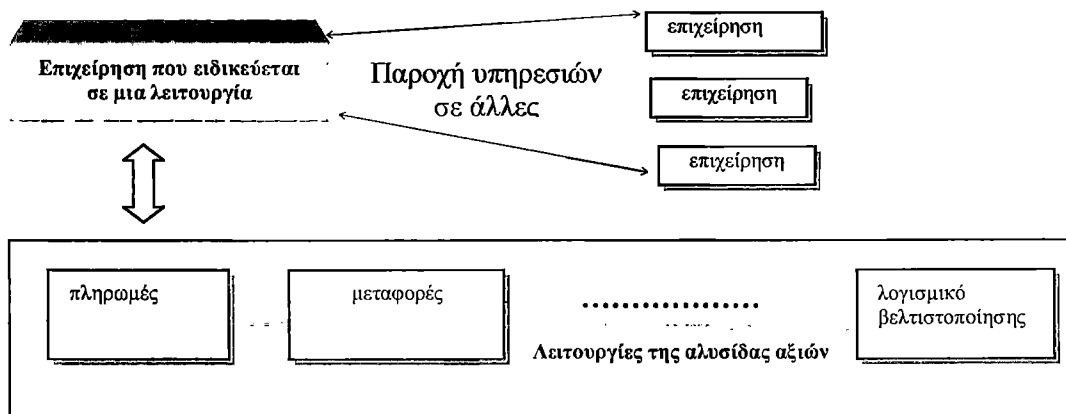 επιχείρηση
Επιχείρηση που ειδικεύεται
σε μια λειτουργία
Παροχή υπηρεσιών
σε άλλες
επιχείρηση
επιχείρηση
πληρωμές
μεταφορές
λογισμικό
βελτιστοποίησης
Λειτουργίες της αλυσίδας αξιών